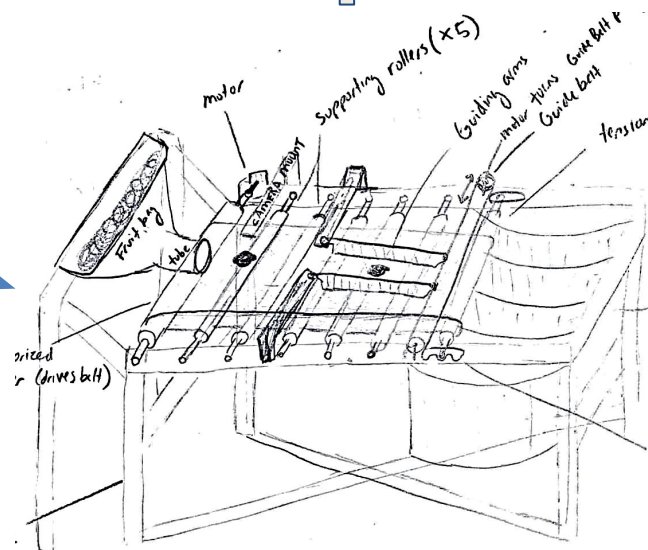 motor
supporting rollers (x5)
Guiding arms
motor turns Guide Belt
Guide belt
CAMERA MOUNT
Fruit bag
tube
(drives belt)